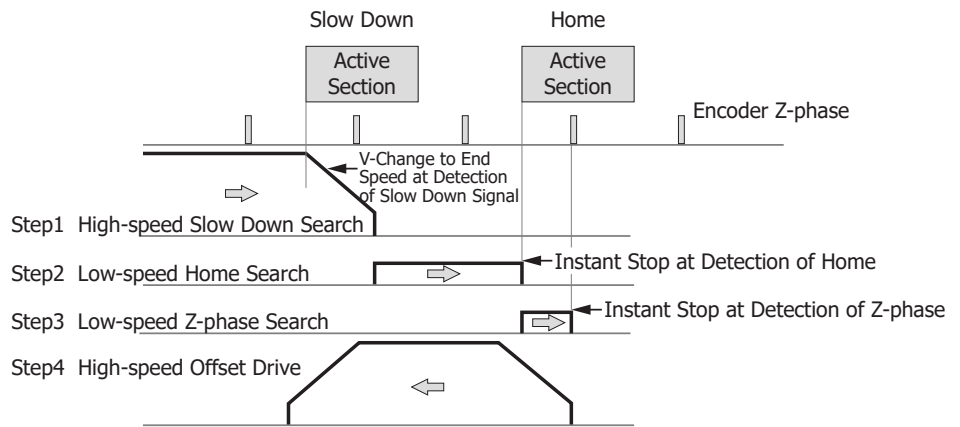 Slow Down
Home
Active
Section
Active
Section
Encoder Z-phase
V-Change to End
Speed at Detection
of Slow Down Signal
Step1 High-speed Slow Down Search
Step2 Low-speed Home Search
Instant Stop at Detection of Home
Step3 Low-speed Z-phase Search
Instant Stop at Detection of Z-phase
Step4 High-speed Offset Drive